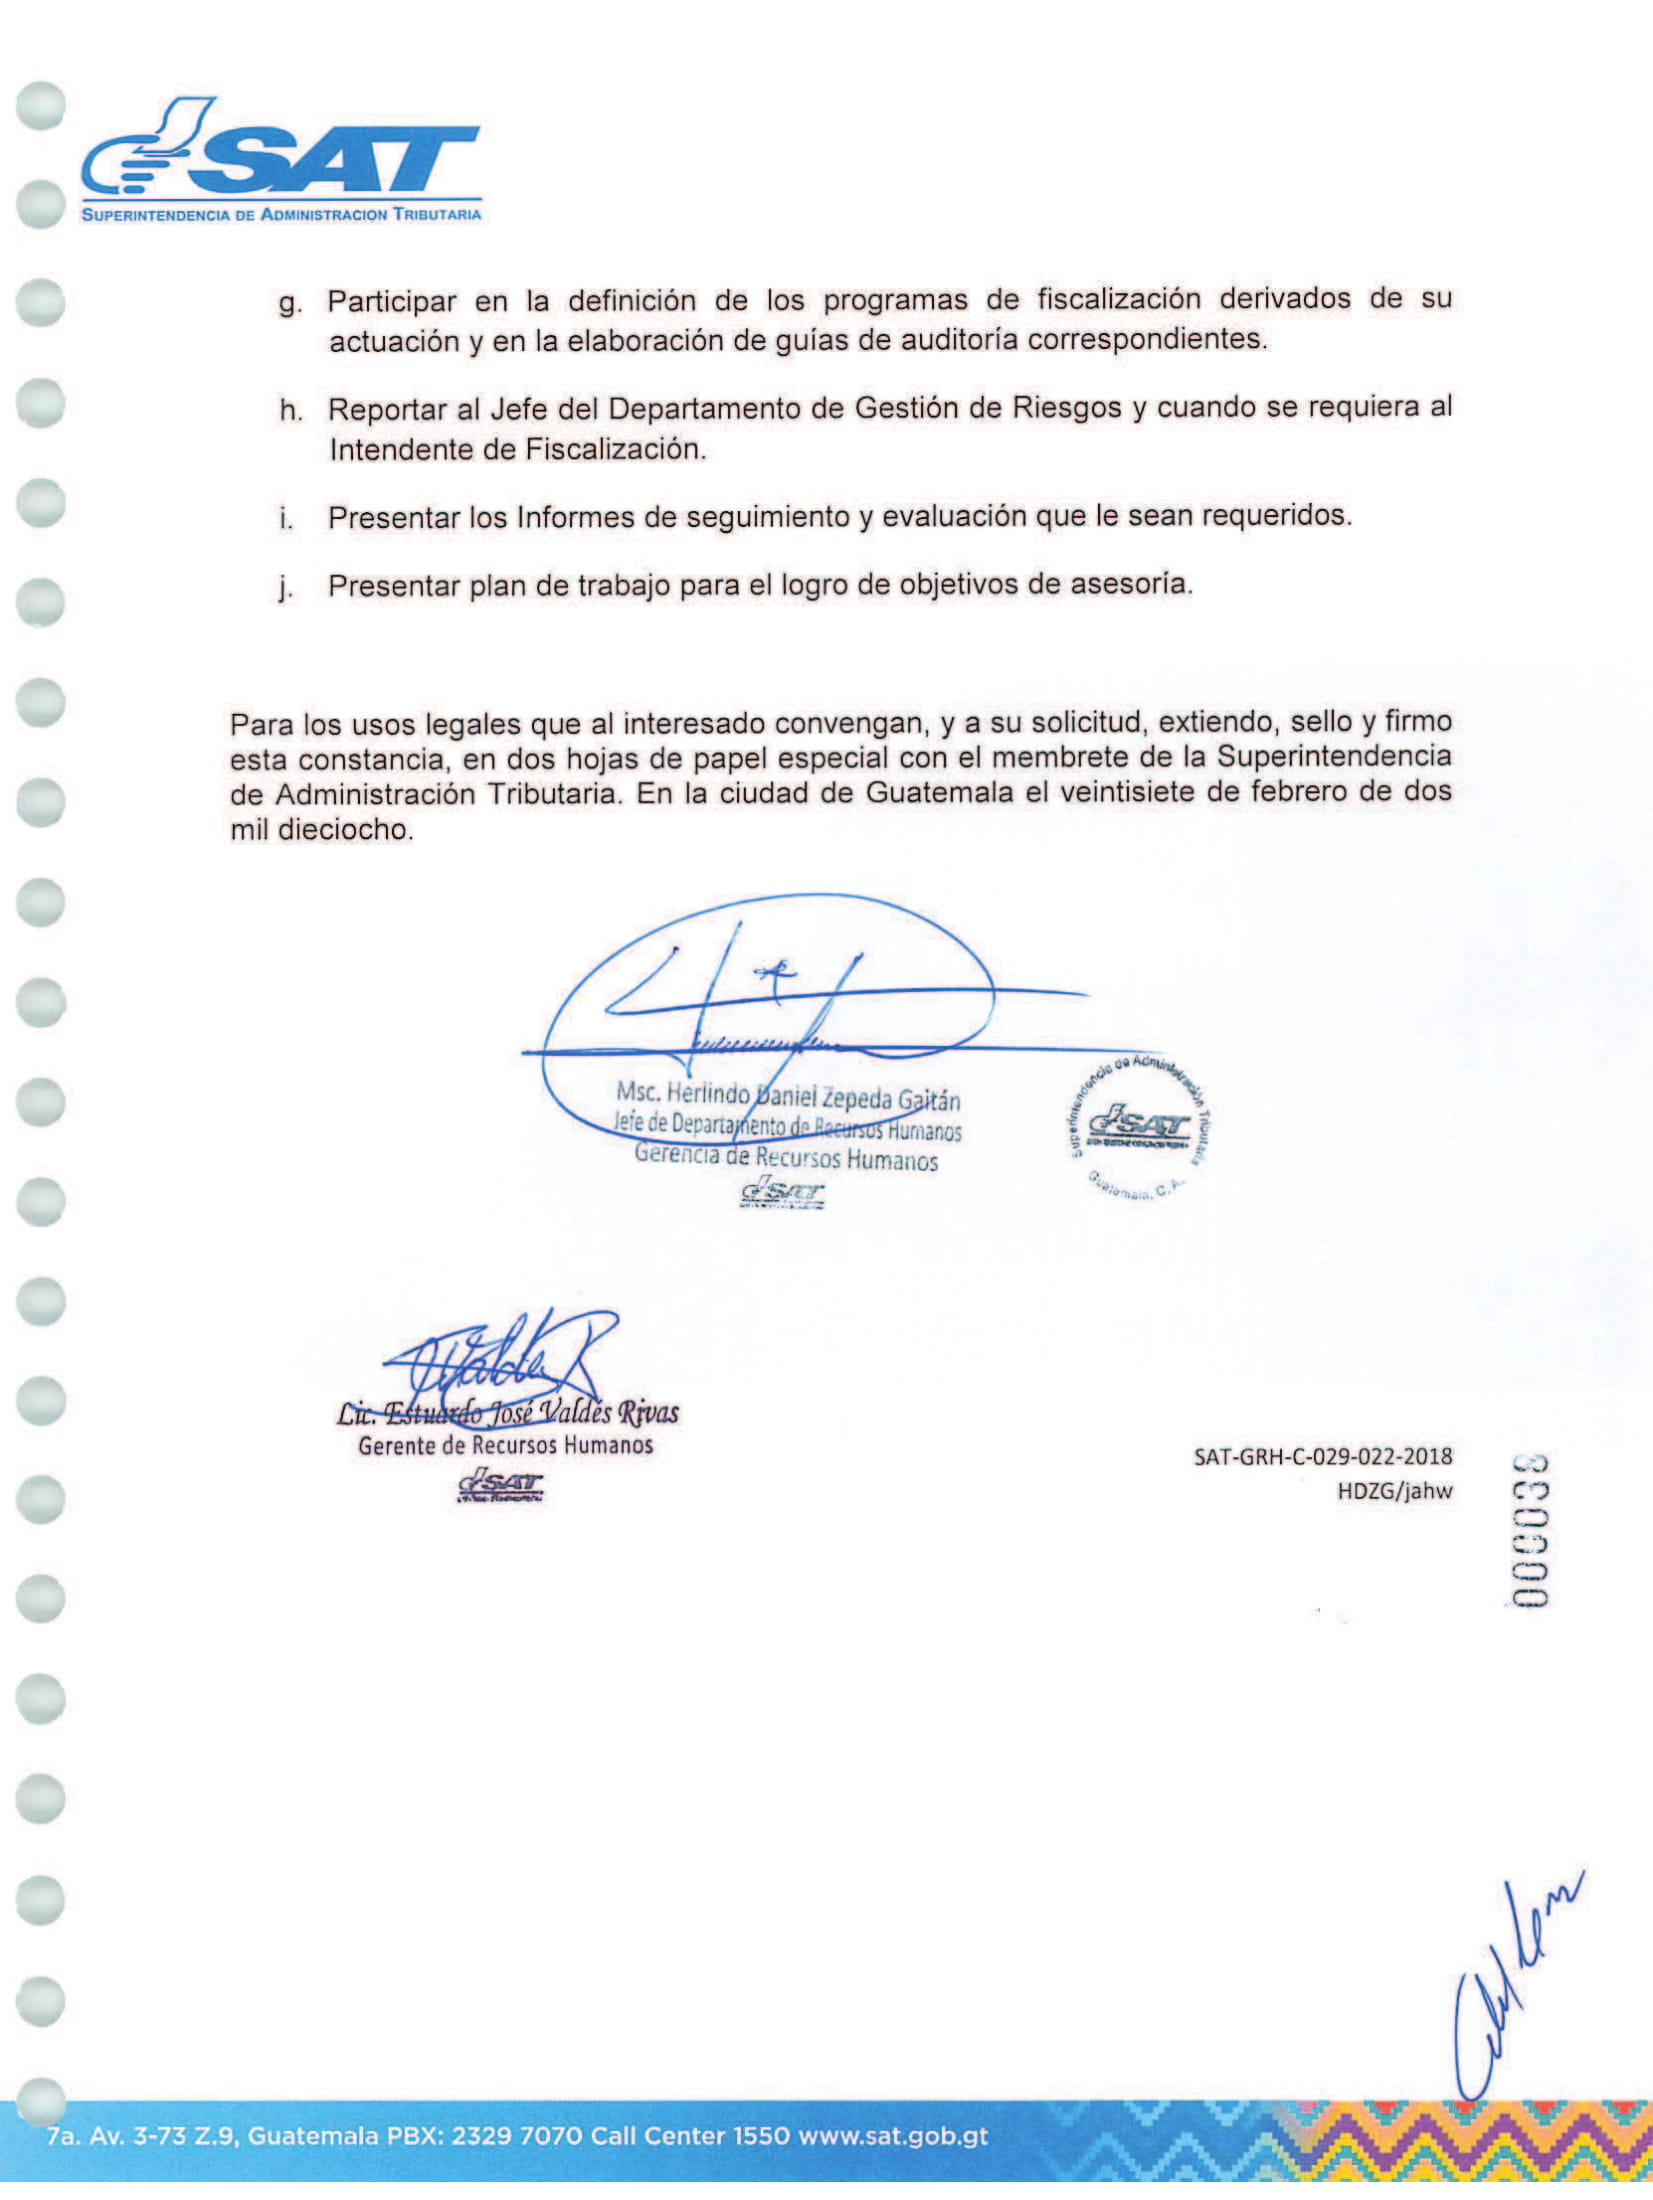 SAT
SUPERINTENDENCIA DE ADMINISTRACION TRIBUTARIA
g. Participar en la definición de los programas de fiscalización derivados de su
actuación y en la elaboración de guías de auditoría correspondientes.
h. Reportar al Jefe del Departamento de Gestión de Riesgos y cuando se requiera al
Intendente de Fiscalización.
i. Presentar los Informes de seguimiento y evaluación que le sean requeridos.
j. Presentar plan de trabajo para el logro de objetivos de asesoría.
Para los usos legales que al interesado convengan, y a su solicitud, extiendo, sello y firmo
esta constancia, en dos hojas de papel especial con el membrete de la Superintendencia
de Administración Tributaria. En la ciudad de Guatemala el veintisiete de febrero de dos
mil dieciocho.
Msc. Herlindo Daniel Zepeda Gaitán
Jefe de Departamento de Recursos Humanos
Gerencia de Recursos Humanos
SAT
Superintendencia de Administración Tributaria
SAT
Guatemala, C. A.
Lic. Estuardo José Valdés Rivas
Gerente de Recursos Humanos
SAT
SAT-GRH-C-029-022-2018
HDZG/jahw
000038
7a. Av. 3-73 Z.9, Guatemala PBX: 2329 7070 Call Center 1550 www.sat.gob.gt